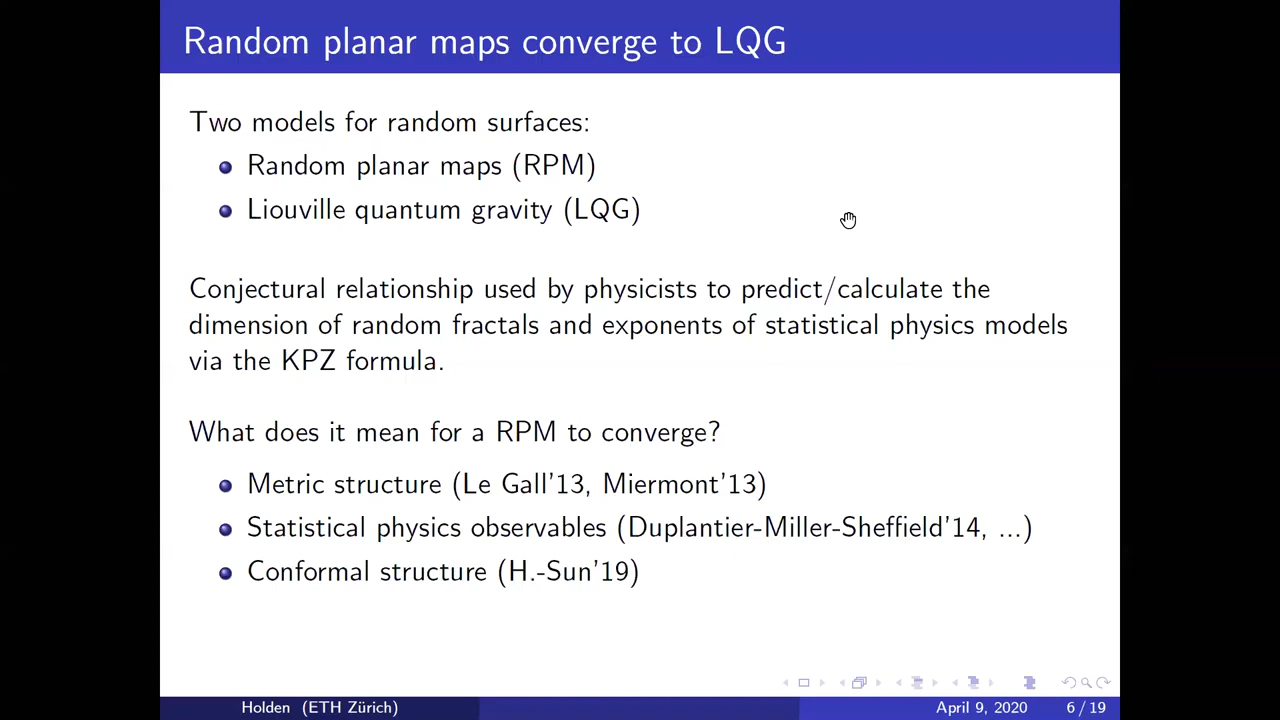 Random planar maps converge to LQG
Two models for random surfaces:
Random planar maps (RPM)
Liouville quantum gravity (LQG)
Conjectural relationship used by physicists to predict/calculate the
dimension of random fractals and exponents of statistical physics models
via the KPZ formula.
What does it mean for a RPM to converge?
Metric structure (Le Gall'13, Miermont'13)
Statistical physics observables (Duplantier-Miller-Sheffield'14, ...)
Conformal structure (H.-Sun'19)
Holden (ETH Zürich) April 9, 2020 6 / 19